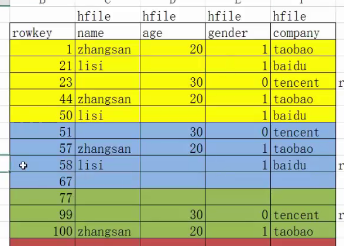 hfile hfile hfile hfile
rowkey name age gender company
1 zhangsan 20 1 taobao
21 lisi 1 baidu
23 30 0 tencent r
44 zhangsan 20 1 taobao
50 lisi 1 baidu
51 30 0 tencent
57 zhangsan 20 1 taobao
58 lisi 1 baidu r
67
77
99 30 0 tencent r
100 zhangsan 20 1 taobao